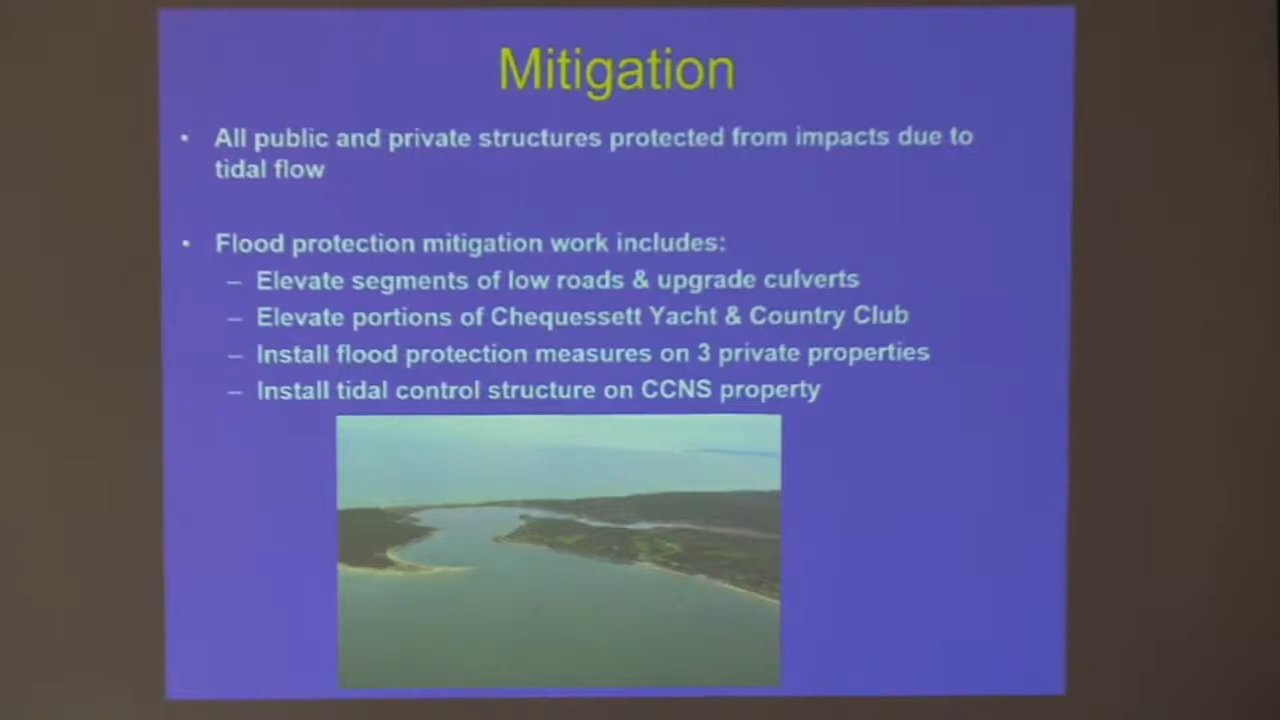 Mitigation
• All public and private structures protected from impacts due to
tidal flow
• Flood protection mitigation work includes:
– Elevate segments of low roads & upgrade culverts
– Elevate portions of Chequessett Yacht & Country Club
– Install flood protection measures on 3 private properties
– Install tidal control structure on CCNS property